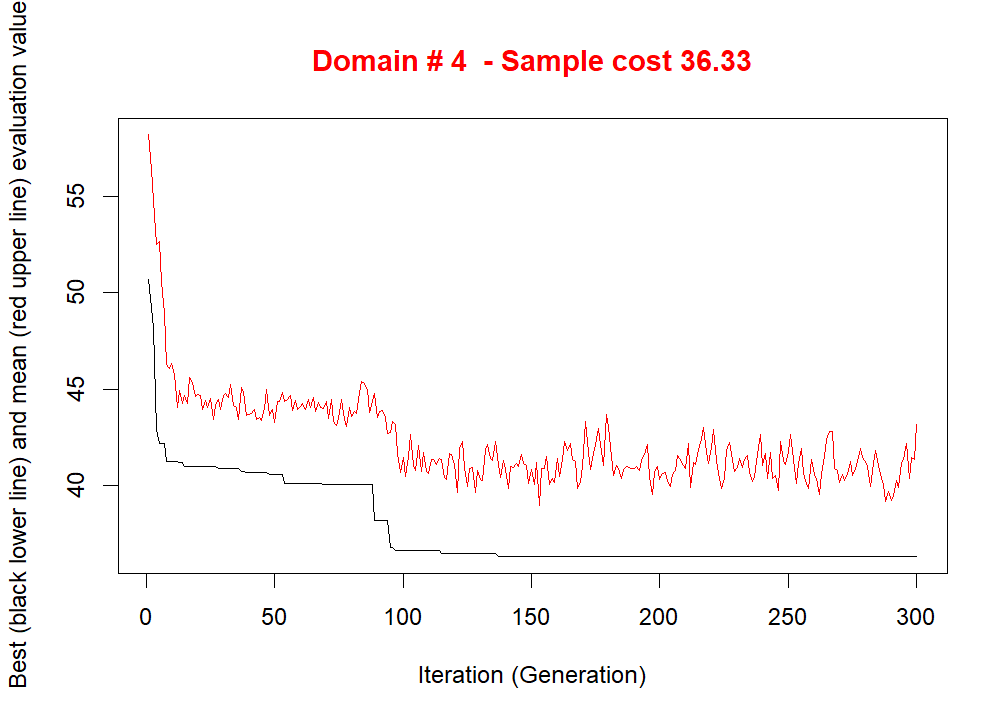 Domain # 4  - Sample cost 36.33
Best (black lower line) and mean (red upper line) evaluation value
55
50
45
40
0 50 100 150 200 250 300
Iteration (Generation)